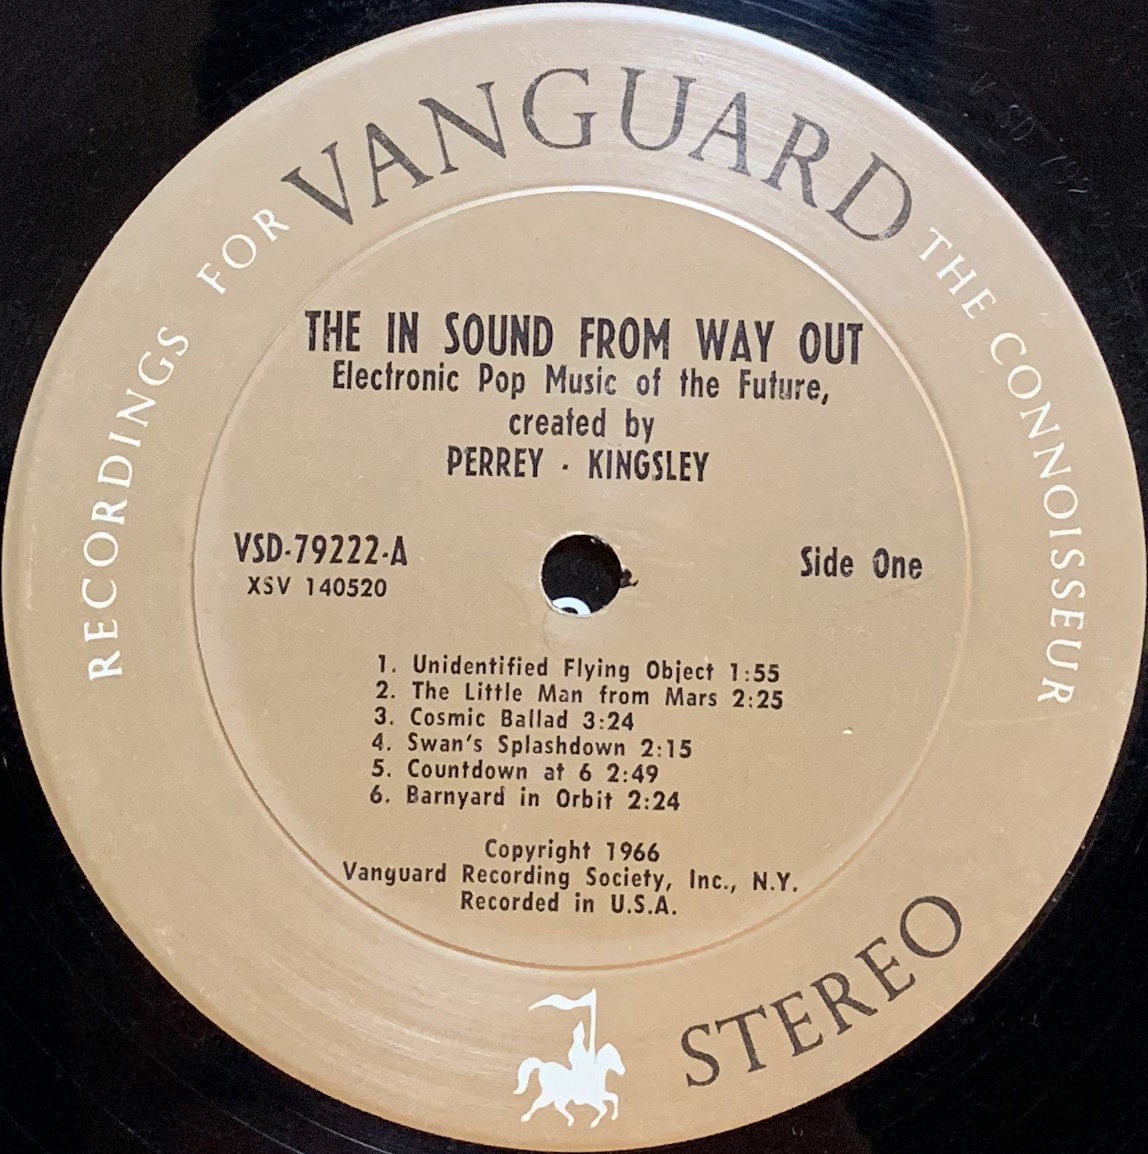 RECORDINGS FOR VANGUARD THE CONNOISSEUR
THE IN SOUND FROM WAY OUT
Electronic Pop Music of the Future,
created by
PERREY · KINGSLEY
VSD-79222-A
XSV 140520
Side One
1. Unidentified Flying Object 1:55
2. The Little Man from Mars 2:25
3. Cosmic Ballad 3:24
4. Swan's Splashdown 2:15
5. Countdown at 6 2:49
6. Barnyard in Orbit 2:24
Copyright 1966
Vanguard Recording Society, Inc., N.Y.
Recorded in U.S.A.
STEREO